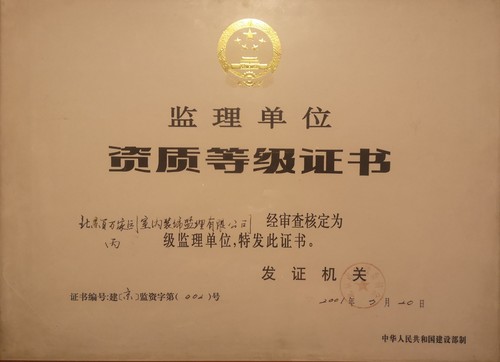 监理单位
资质等级证书
北京百万家庭室内装饰监理有限公司 经审查核定为
丙 级监理单位,特发此证书。
发证机关
证书编号:建〔京〕监资字第(002)号 2001年2月20日
中华人民共和国建设部制